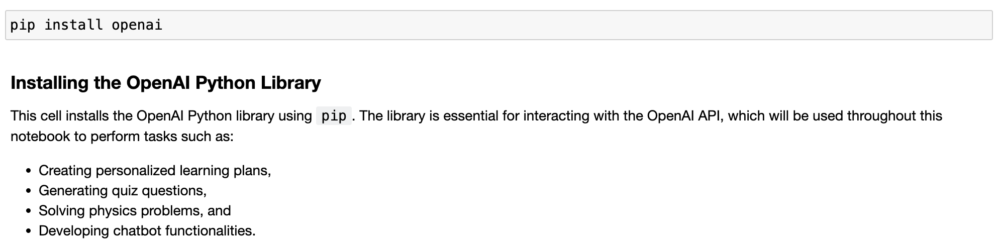 pip install openai
Installing the OpenAI Python Library
This cell installs the OpenAI Python library using pip . The library is essential for interacting with the OpenAI API, which will be used throughout this
notebook to perform tasks such as:
• Creating personalized learning plans,
• Generating quiz questions,
• Solving physics problems, and
• Developing chatbot functionalities.